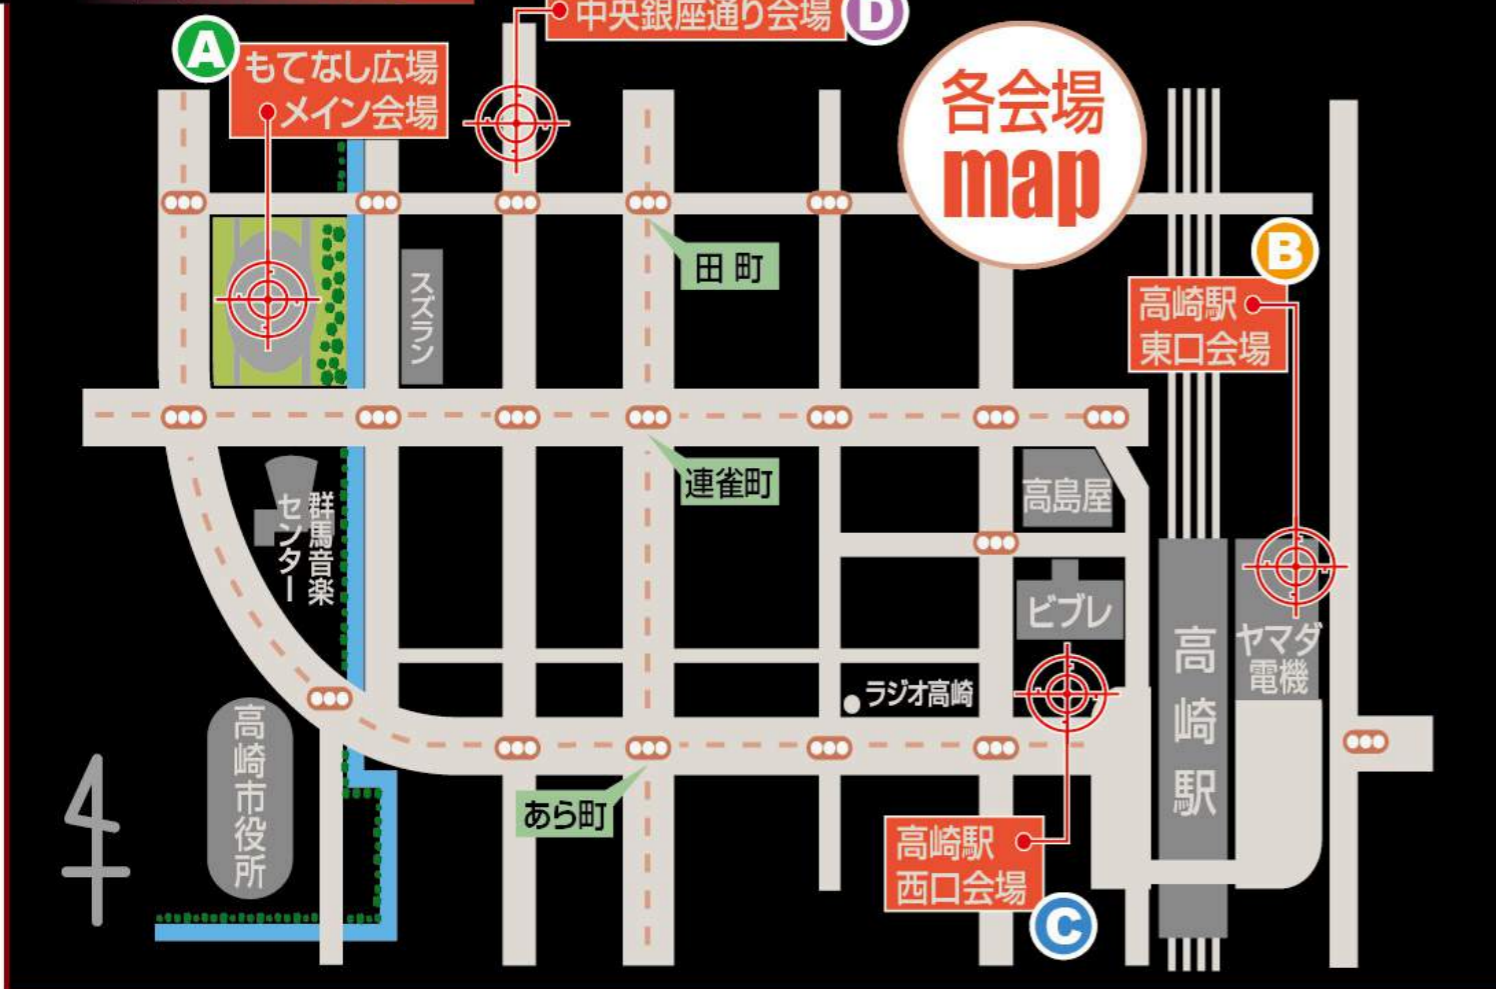 中央銀座通り会場
D
A
もてなし広場
メイン会場
各会場
map
B
田町
スズラン
高崎駅
東口会場
連雀町
高島屋
群馬音楽
センター
ビブレ
高崎駅
ヤマダ
電機
ラジオ高崎
高崎市役所
あら町
高崎駅
西口会場
C